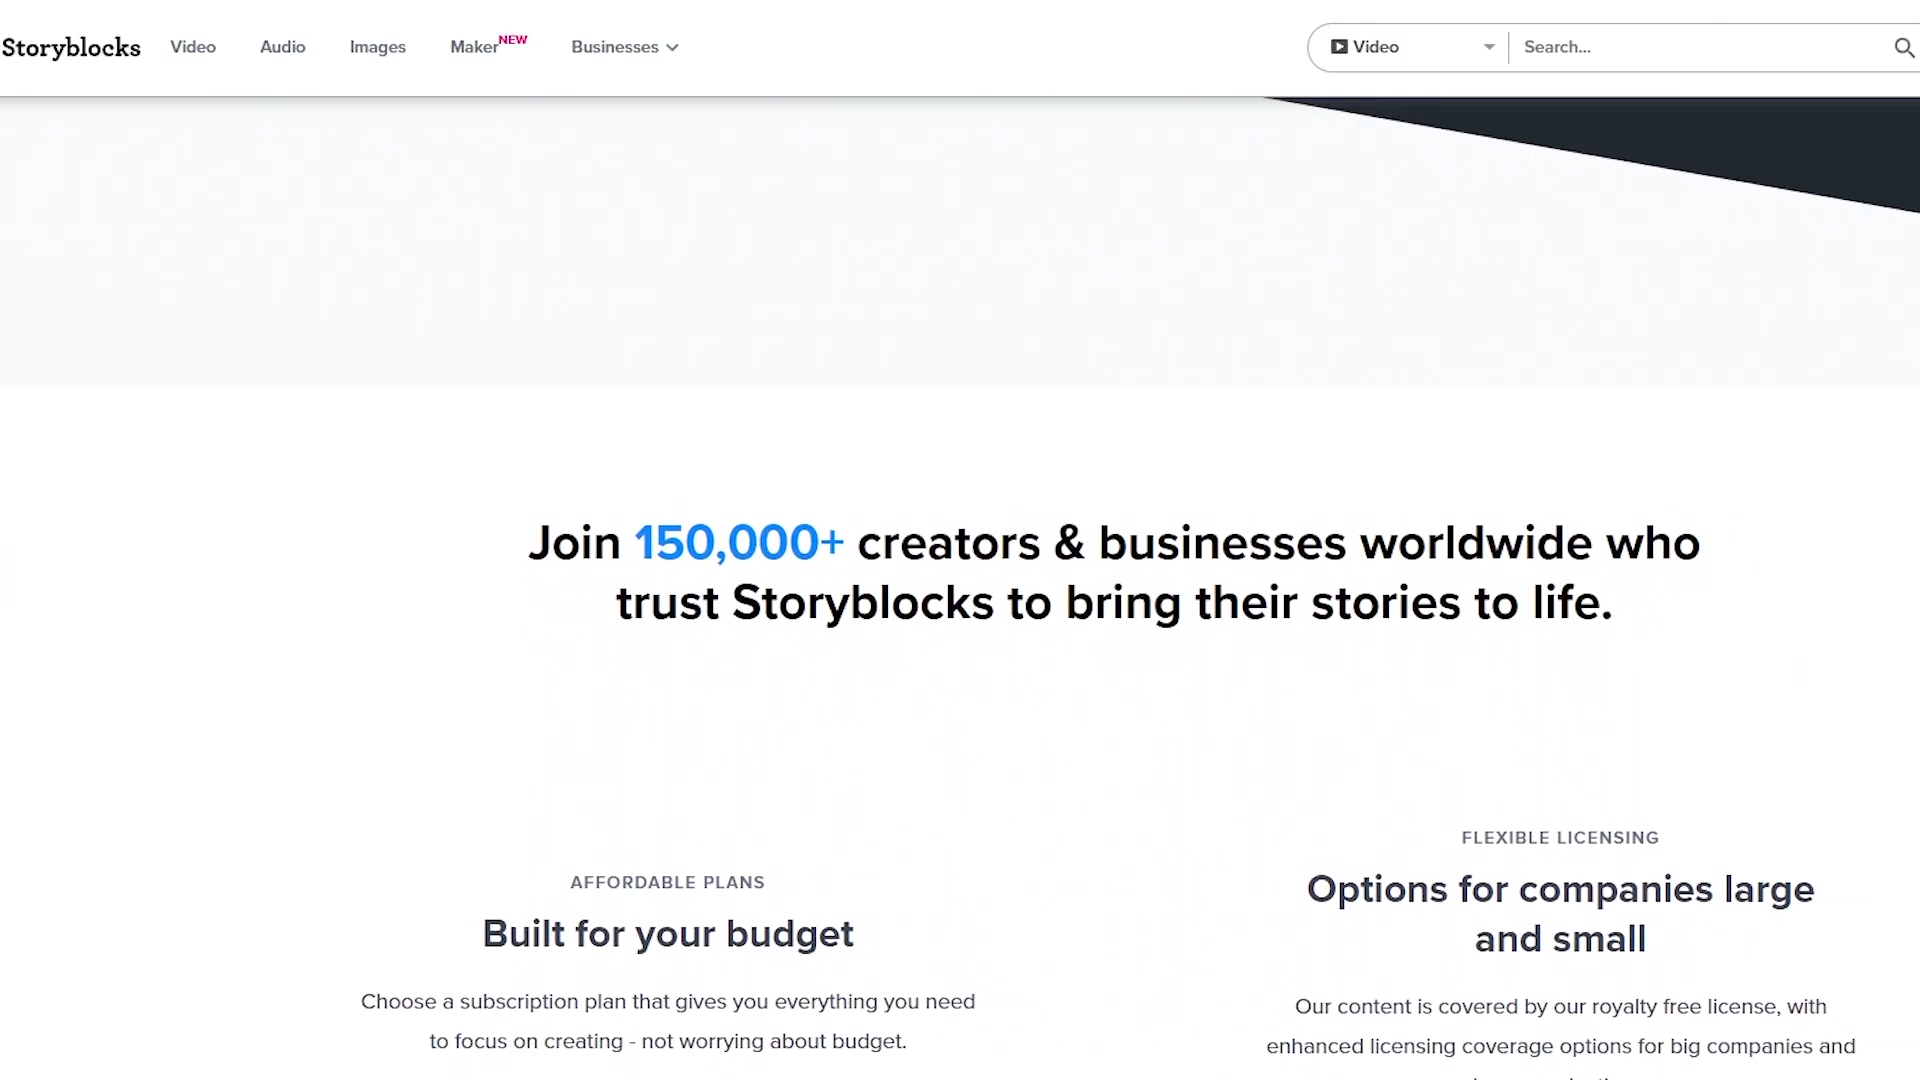 Storyblocks Video Audio Images Maker NEW Businesses Video Search...
Join 150,000+ creators & businesses worldwide who
trust Storyblocks to bring their stories to life.
AFFORDABLE PLANS
Built for your budget
Choose a subscription plan that gives you everything you need
to focus on creating - not worrying about budget.
FLEXIBLE LICENSING
Options for companies large
and small
Our content is covered by our royalty free license, with
enhanced licensing coverage options for big companies and